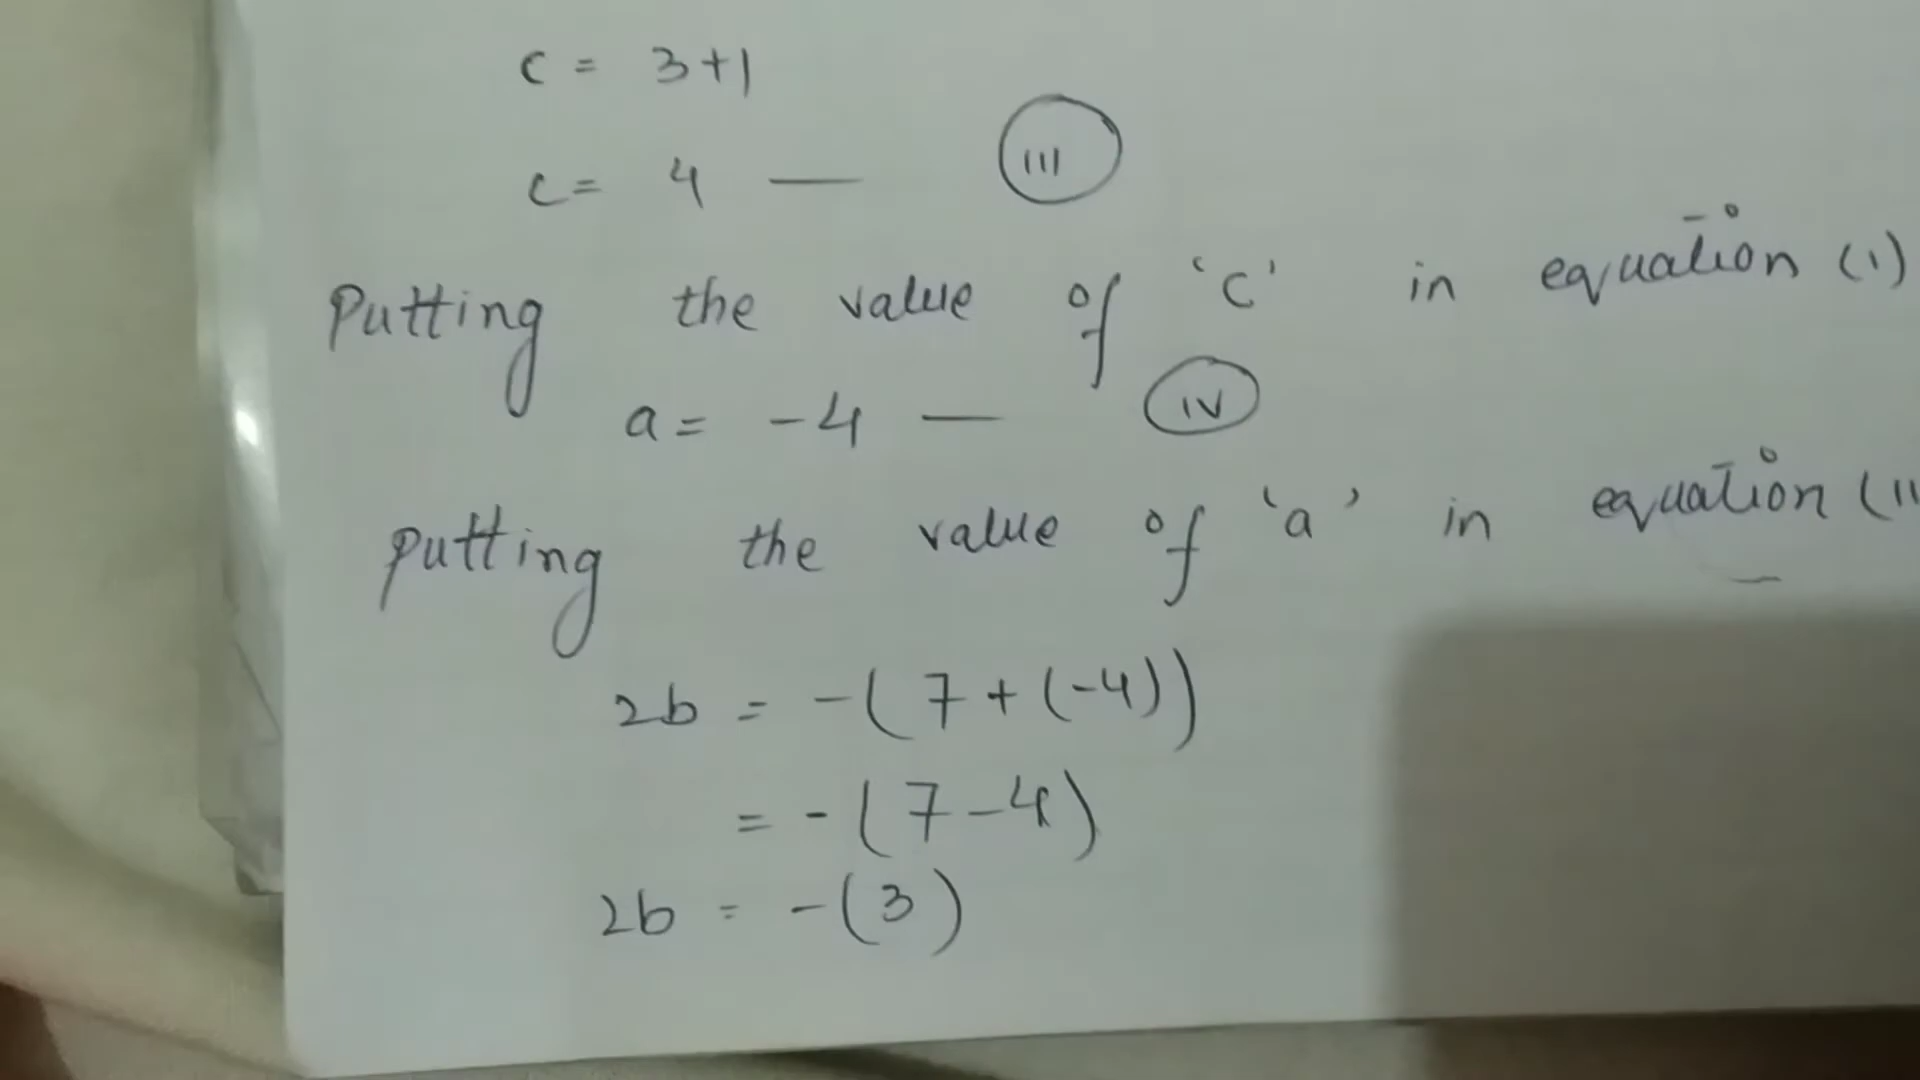 c = 3+1
c = 4 — (III)
Putting the value of 'c' in equation (1)
a = -4 — (IV)
putting the value of 'a' in equation (11
2b = -(7+(-4))
= -(7-4)
2b = -(3)